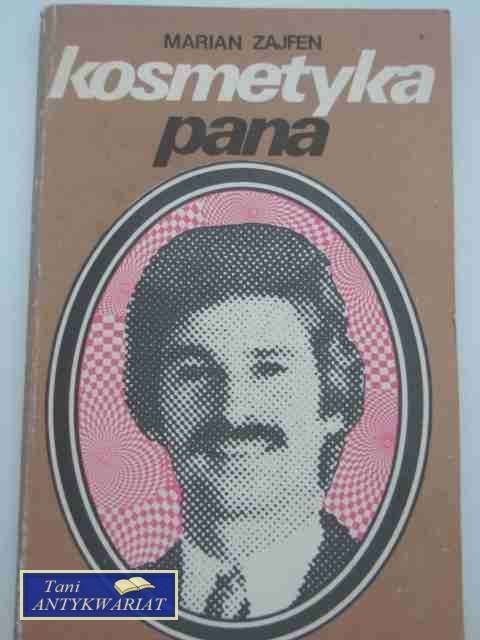 MARIAN ZAJFEN
kosmetyka
pana
Tani
ANTYKWARIAT